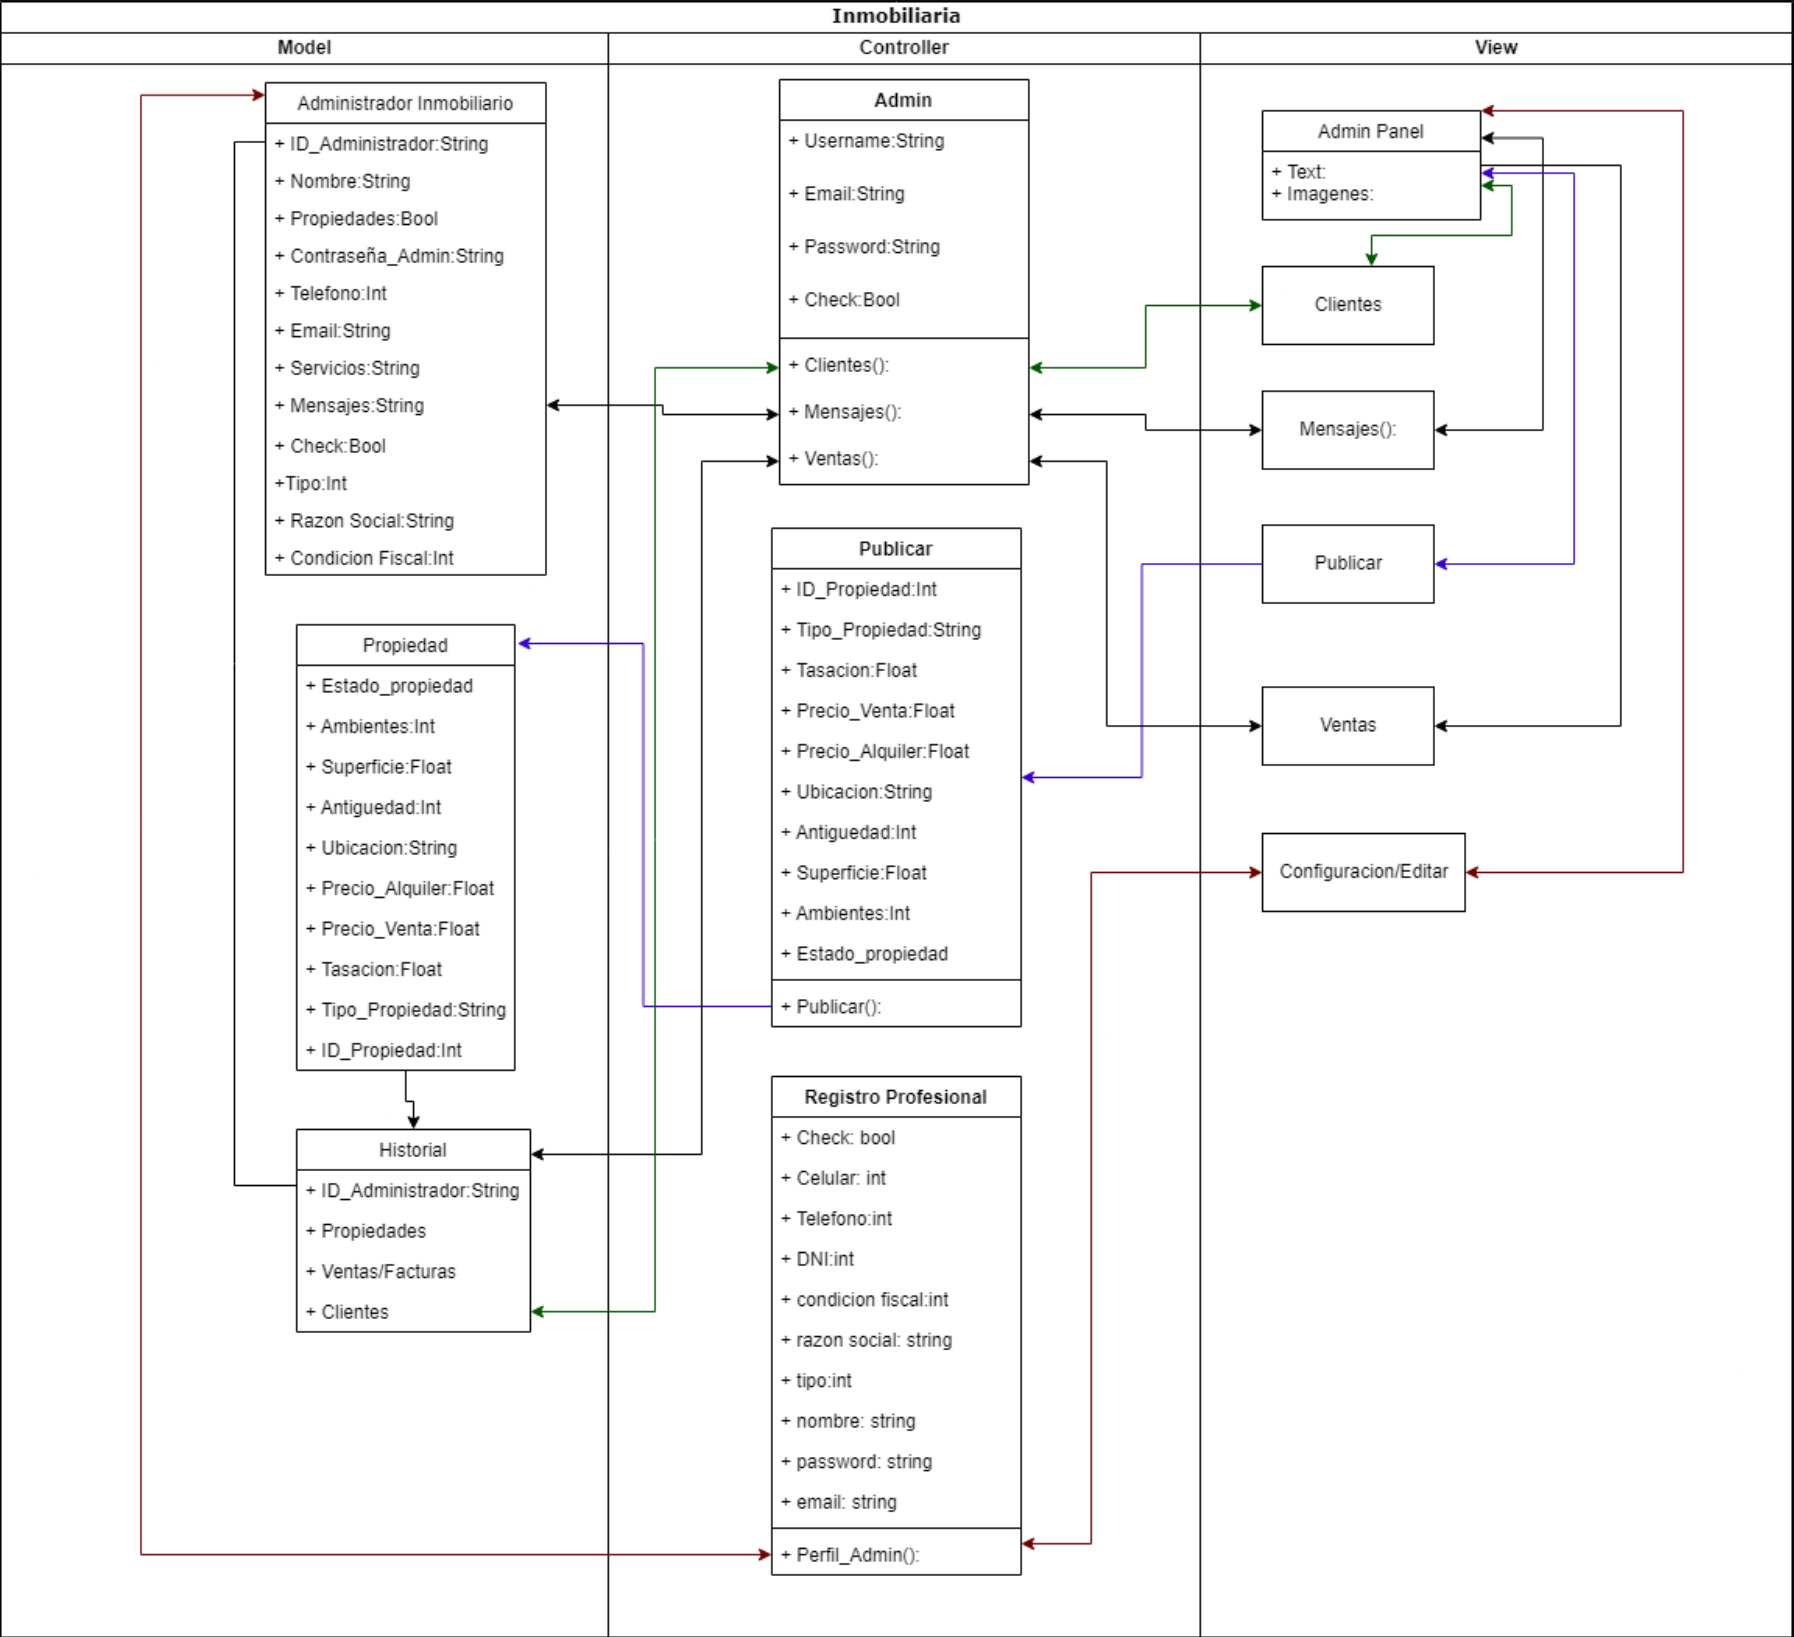 Inmobiliaria
Model
Controller
View
Administrador Inmobiliario
+ ID_Administrador:String
+ Nombre:String
+ Propiedades:Bool
+ Contraseña_Admin:String
+ Telefono:Int
+ Email:String
+ Servicios:String
+ Mensajes:String
+ Check:Bool
+Tipo:Int
+ Razon Social:String
+ Condicion Fiscal:Int
Propiedad
+ Estado_propiedad
+ Ambientes:Int
+ Superficie:Float
+ Antiguedad:Int
+ Ubicacion:String
+ Precio_Alquiler:Float
+ Precio_Venta:Float
+ Tasacion:Float
+ Tipo_Propiedad:String
+ ID_Propiedad:Int
Historial
+ ID_Administrador:String
+ Propiedades
+ Ventas/Facturas
+ Clientes
Admin
+ Username:String
+ Email:String
+ Password:String
+ Check:Bool
+ Clientes():
+ Mensajes():
+ Ventas():
Publicar
+ ID_Propiedad:Int
+ Tipo_Propiedad:String
+ Tasacion:Float
+ Precio_Venta:Float
+ Precio_Alquiler:Float
+ Ubicacion:String
+ Antiguedad:Int
+ Superficie:Float
+ Ambientes:Int
+ Estado_propiedad
+ Publicar():
Registro Profesional
+ Check: bool
+ Celular: int
+ Telefono:int
+ DNI:int
+ condicion fiscal:int
+ razon social: string
+ tipo:int
+ nombre: string
+ password: string
+ email: string
+ Perfil_Admin():
Admin Panel
+ Text:
+ Imagenes:
Clientes
Mensajes():
Publicar
Ventas
Configuracion/Editar